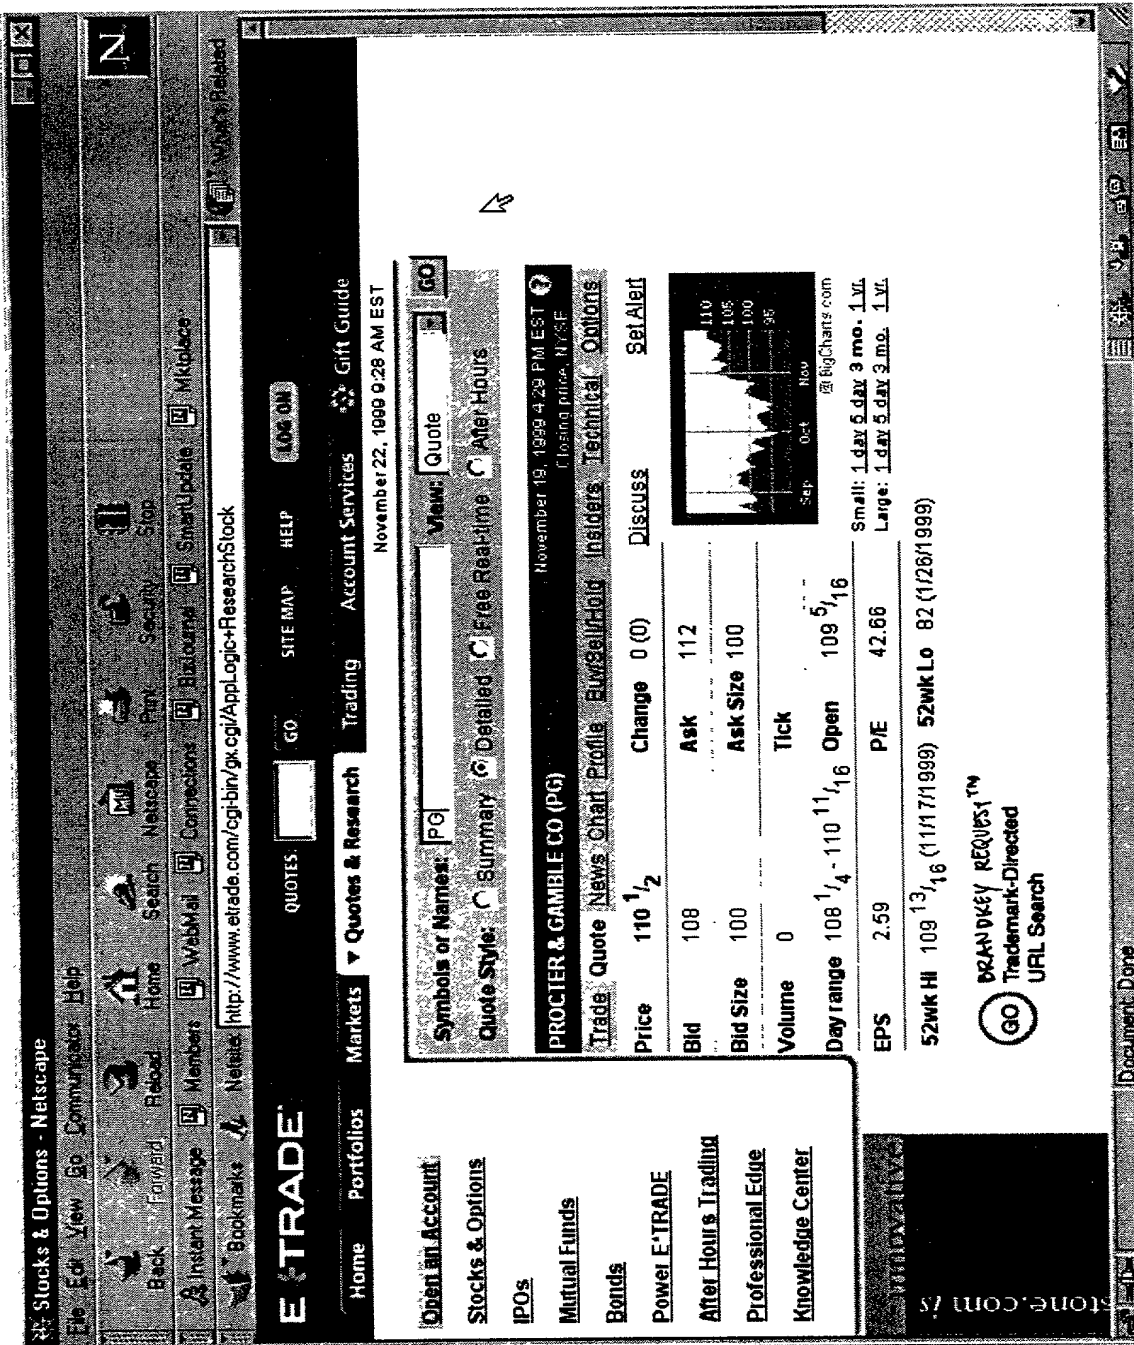 Stocks & Options - Netscape
File Edit View Go Communicator Help
Back Forward Reload Home Search Netscape Print Security Stop
N
Instant Message Members WebMail Connections BizJournal SmartUpdate Mktplace
Bookmarks Netsite: http://www.etrade.com/cgi-bin/gx.cgi/AppLogic+ResearchStock What's Related
E*TRADE
QUOTES: GO SITE MAP HELP LOG ON
Home Portfolios Markets ▼ Quotes & Research Trading Account Services Gift Guide
November 22, 1999 9:28 AM EST
Open an Account
Stocks & Options
IPOs
Mutual Funds
Bonds
Power E*TRADE
After Hours Trading
Professional Edge
Knowledge Center
Symbols or Names: PG View: Quote GO
Quote Style: Summary Detailed Free Real-time After Hours
PROCTER & GAMBLE CO (PG) November 19, 1999 4:29 PM EST ?
Closing price, NYSE
Trade Quote News Chart Profile Buy/Sell/Hold Insiders Technical Options
Price 110 1/2 Change 0 (0) Discuss Set Alert
Bid 108 Ask 112
Bid Size 100 Ask Size 100
Volume 0 Tick
Day range 108 1/4 - 110 11/16 Open 109 5/16
EPS 2.59 P/E 42.66
110
105
100
95
Sep Oct Nov
@ BigCharts.com
Small: 1 day 5 day 3 mo. 1 yr.
Large: 1 day 5 day 3 mo. 1 yr.
52wk Hi 109 13/16 (11/17/1999) 52wk Lo 82 (1/26/1999)
GO BRANDKEY REQUEST™
Trademark-Directed
URL Search
innovative
stone.com is
Document: Done